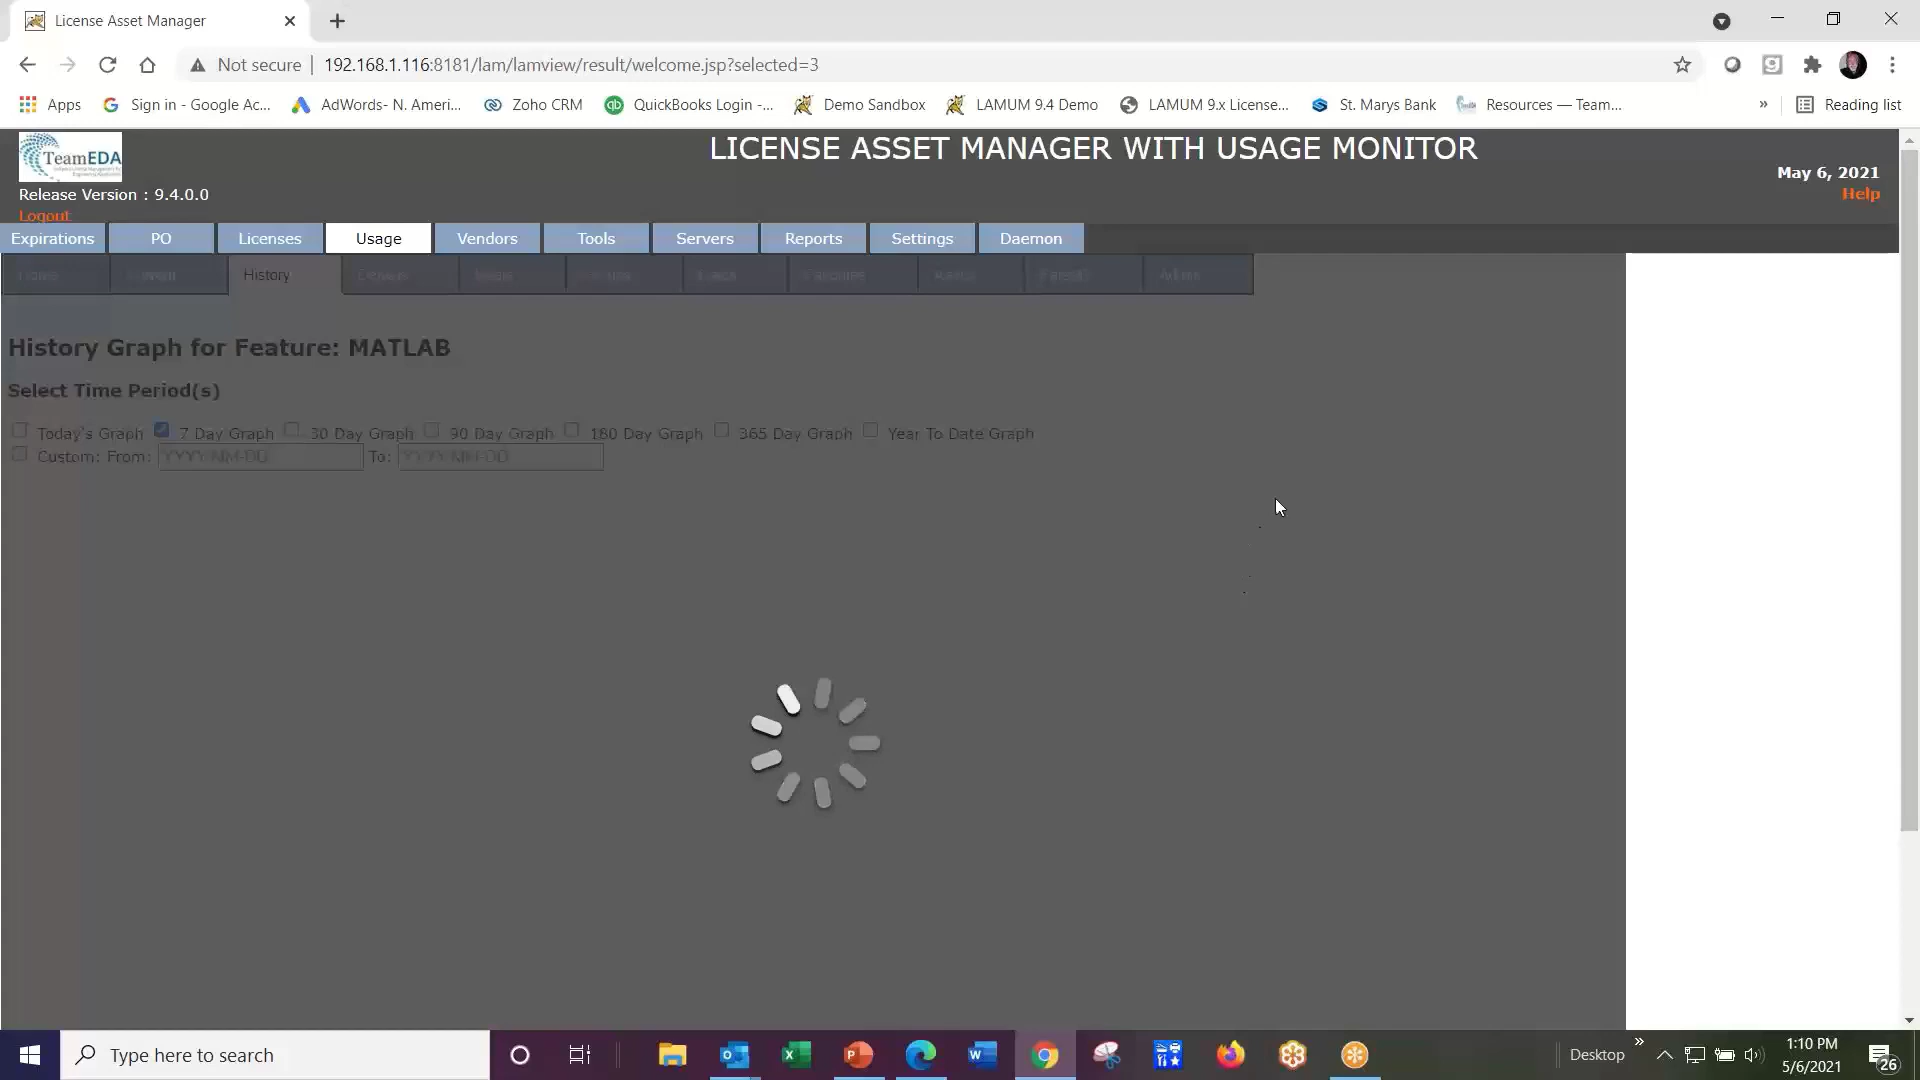 License Asset Manager
Not secure
192.168.1.116:8181/lam/lamview/result/welcome.jsp?selected=3
Apps
Sign in - Google Ac...
AdWords- N. Ameri...
Zoho CRM
QuickBooks Login -...
Demo Sandbox
LAMUM 9.4 Demo
LAMUM 9.x License...
St. Marys Bank
Resources — Team...
»
Reading list
TeamEDA
LICENSE ASSET MANAGER WITH USAGE MONITOR
May 6, 2021
Help
Release Version : 9.4.0.0
Logout
Expirations
PO
Licenses
Usage
Vendors
Tools
Servers
Reports
Settings
Daemon
History
History Graph for Feature: MATLAB
Select Time Period(s)
Today's Graph 7 Day Graph 30 Day Graph 90 Day Graph 180 Day Graph 365 Day Graph Year To Date Graph
Custom: From: YYYY-MM-DD To: YYYY-MM-DD
Type here to search
Desktop
»
1:10 PM
5/6/2021
26